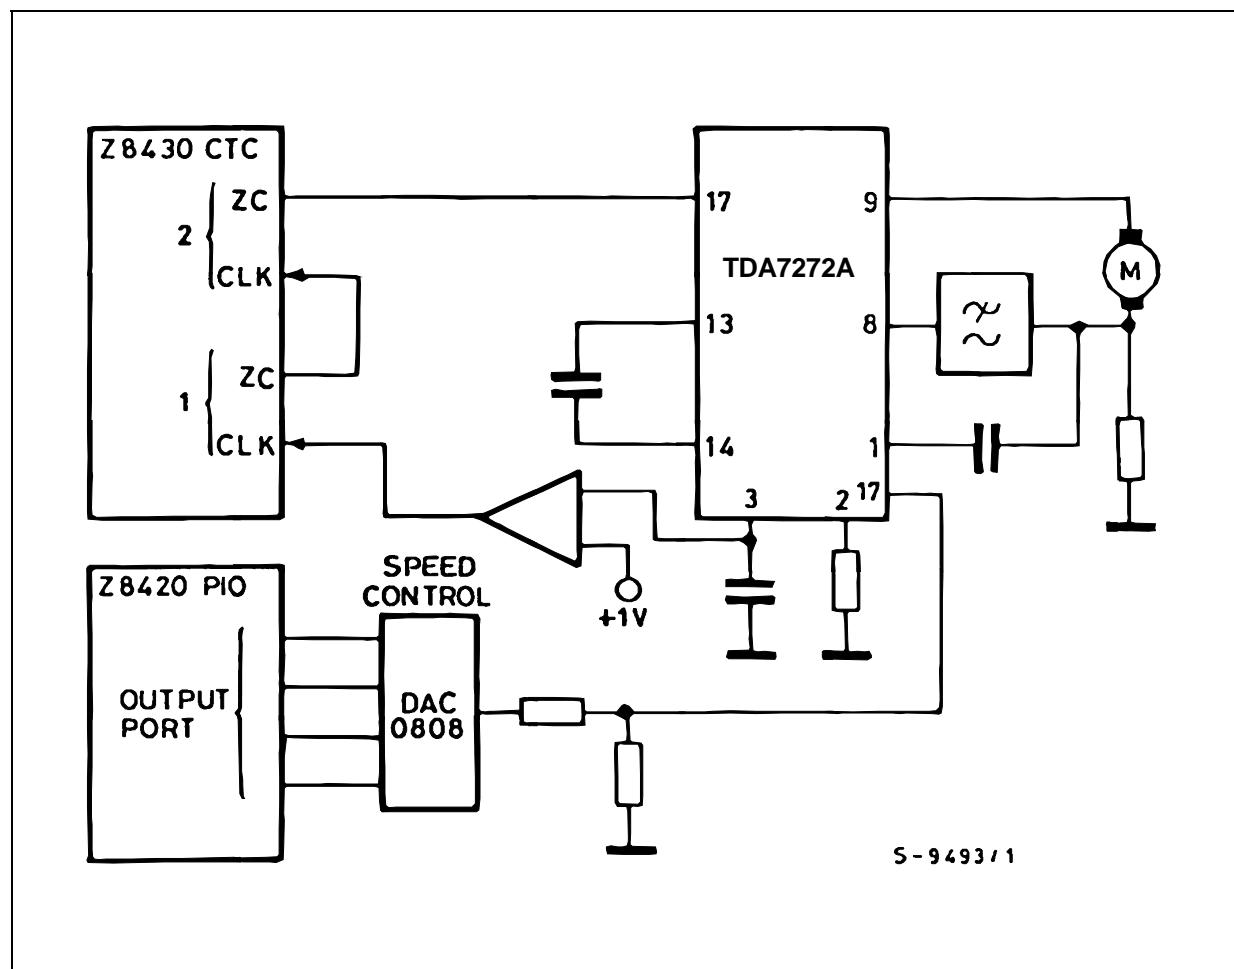 Z8430 CTC
2
ZC
CLK
1
ZC
CLK
TDA7272A
17
13
14
9
8
1
17
3
2
M
+1V
Z8420 PIO
OUTPUT
PORT
SPEED
CONTROL
DAC
0808
S-9493/1